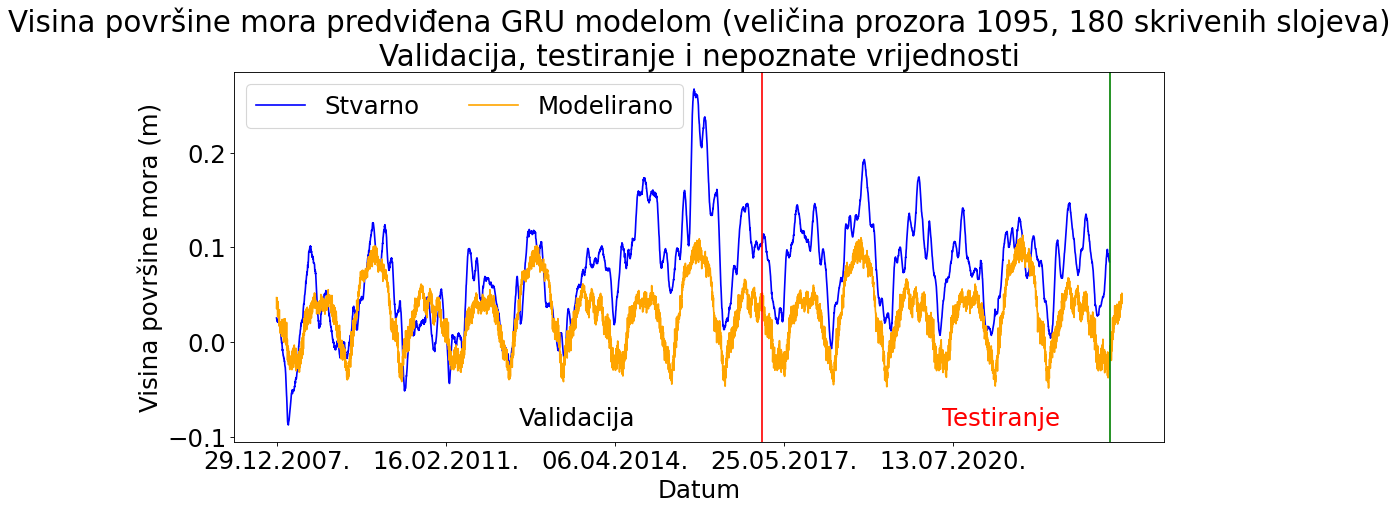 Visina površine mora predviđena GRU modelom (veličina prozora 1095, 180 skrivenih slojeva)
Validacija, testiranje i nepoznate vrijednosti
Stvarno
Modelirano
Visina površine mora (m)
0.2
0.1
0.0
−0.1
Validacija
Testiranje
29.12.2007.
16.02.2011.
06.04.2014.
25.05.2017.
13.07.2020.
Datum